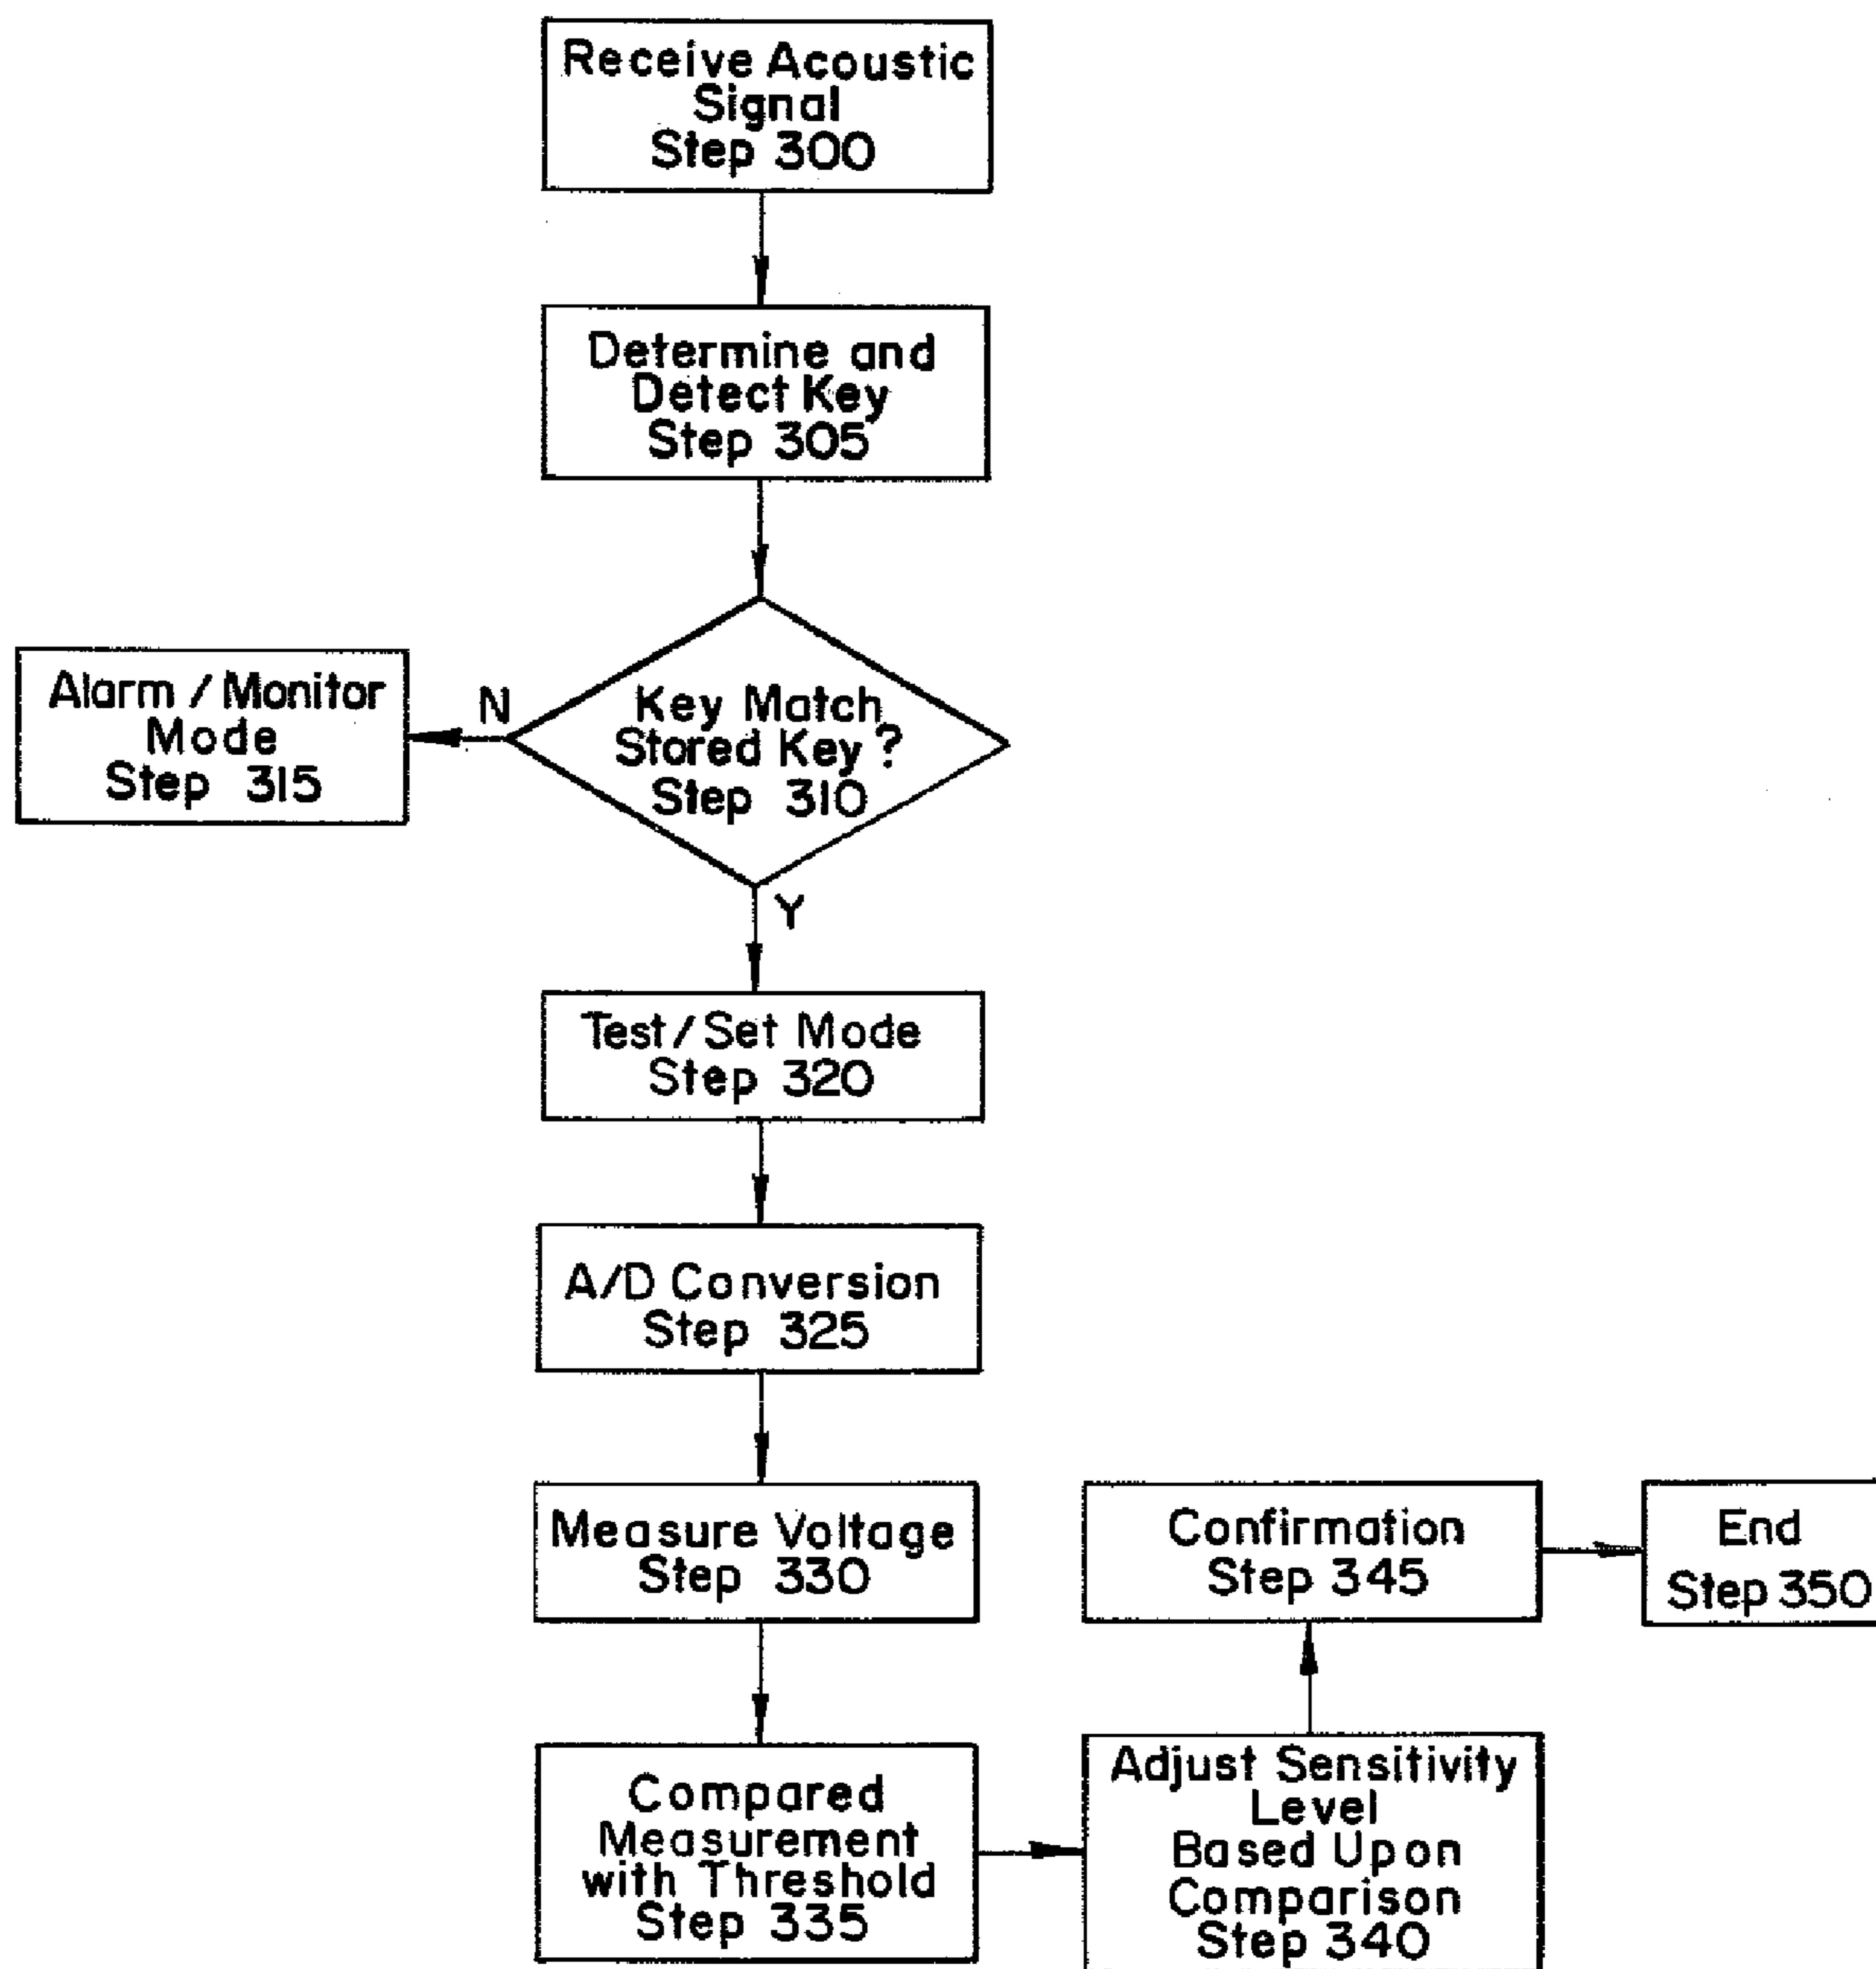 Receive Acoustic
Signal
Step 300
Determine and
Detect Key
Step 305
Key Match
Stored Key?
Step 310
N
Alarm / Monitor
Mode
Step 315
Y
Test/Set Mode
Step 320
A/D Conversion
Step 325
Measure Voltage
Step 330
Compared
Measurement
with Threshold
Step 335
Adjust Sensitivity
Level
Based Upon
Comparison
Step 340
Confirmation
Step 345
End
Step 350